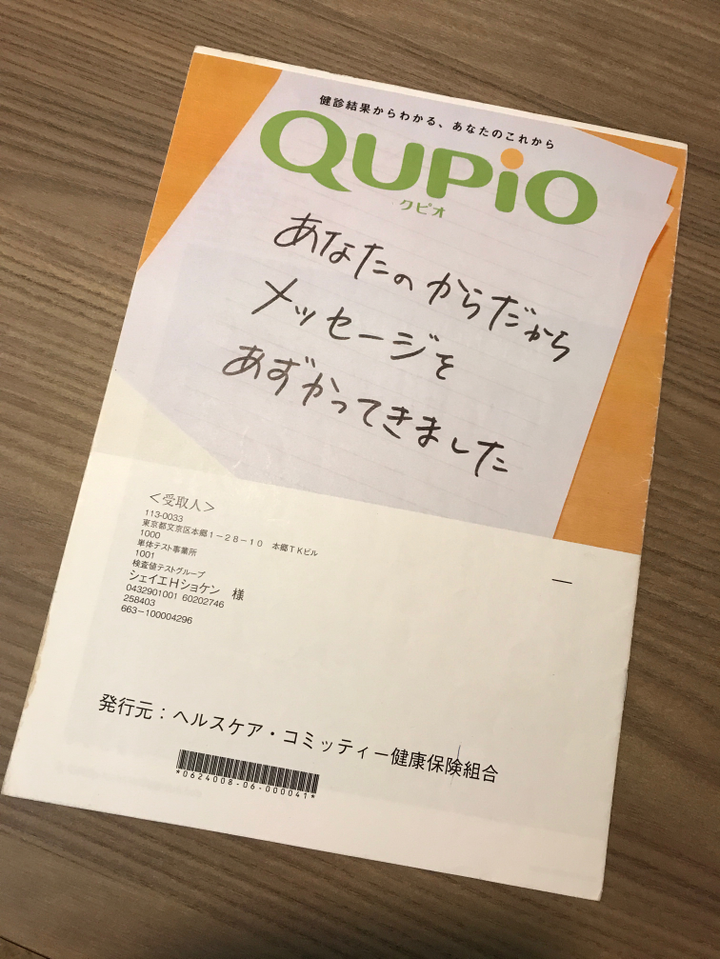 健診結果からわかる、あなたのこれから
QUPiO
クピオ
あなたのからだから
メッセージを
あずかってきました
＜受取人＞
113-0033
東京都文京区本郷１－２８－１０　本郷ＴＫビル
1000
単体テスト事業所
1001
検査値テストグループ
シェイエＨショケン　様
0432901001 60202746
258403
663-100004296
発行元：ヘルスケア・コミッティー健康保険組合
*0624008-06-000041*